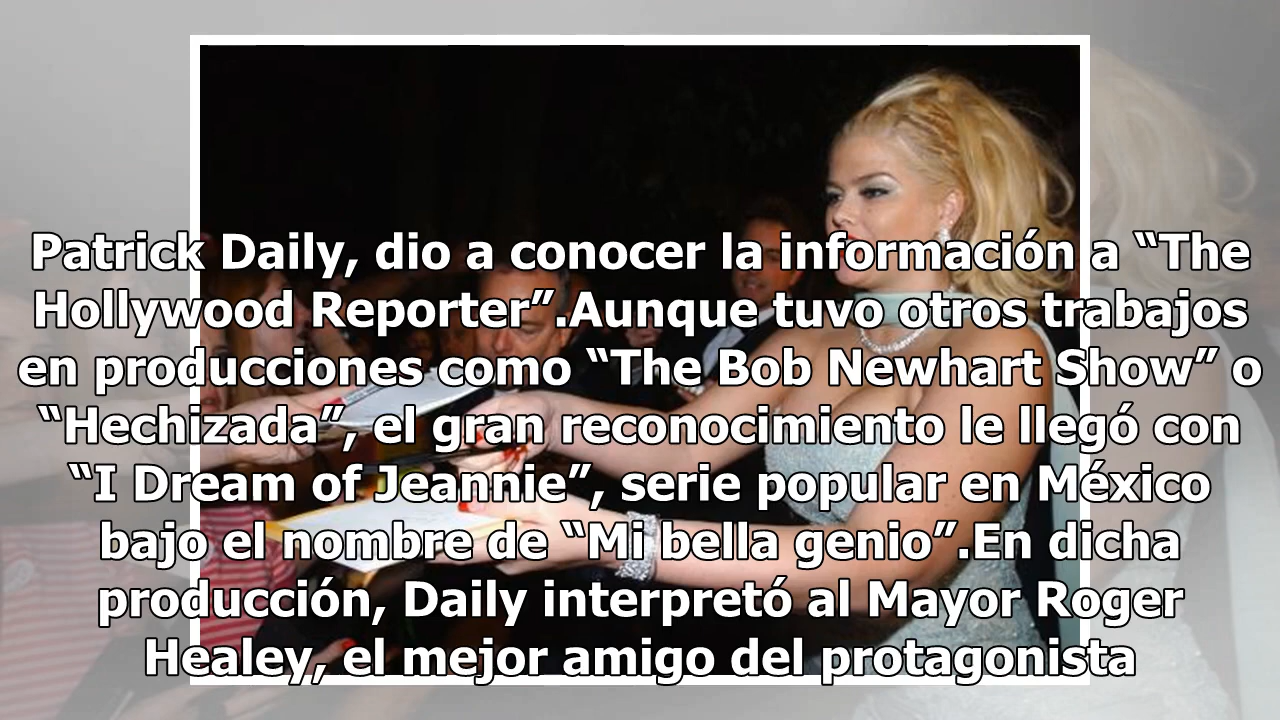 Patrick Daily, dio a conocer la información a “The
Hollywood Reporter”.Aunque tuvo otros trabajos
en producciones como “The Bob Newhart Show” o
“Hechizada”, el gran reconocimiento le llegó con
“I Dream of Jeannie”, serie popular en México
bajo el nombre de “Mi bella genio”.En dicha
producción, Daily interpretó al Mayor Roger
Healey, el mejor amigo del protagonista